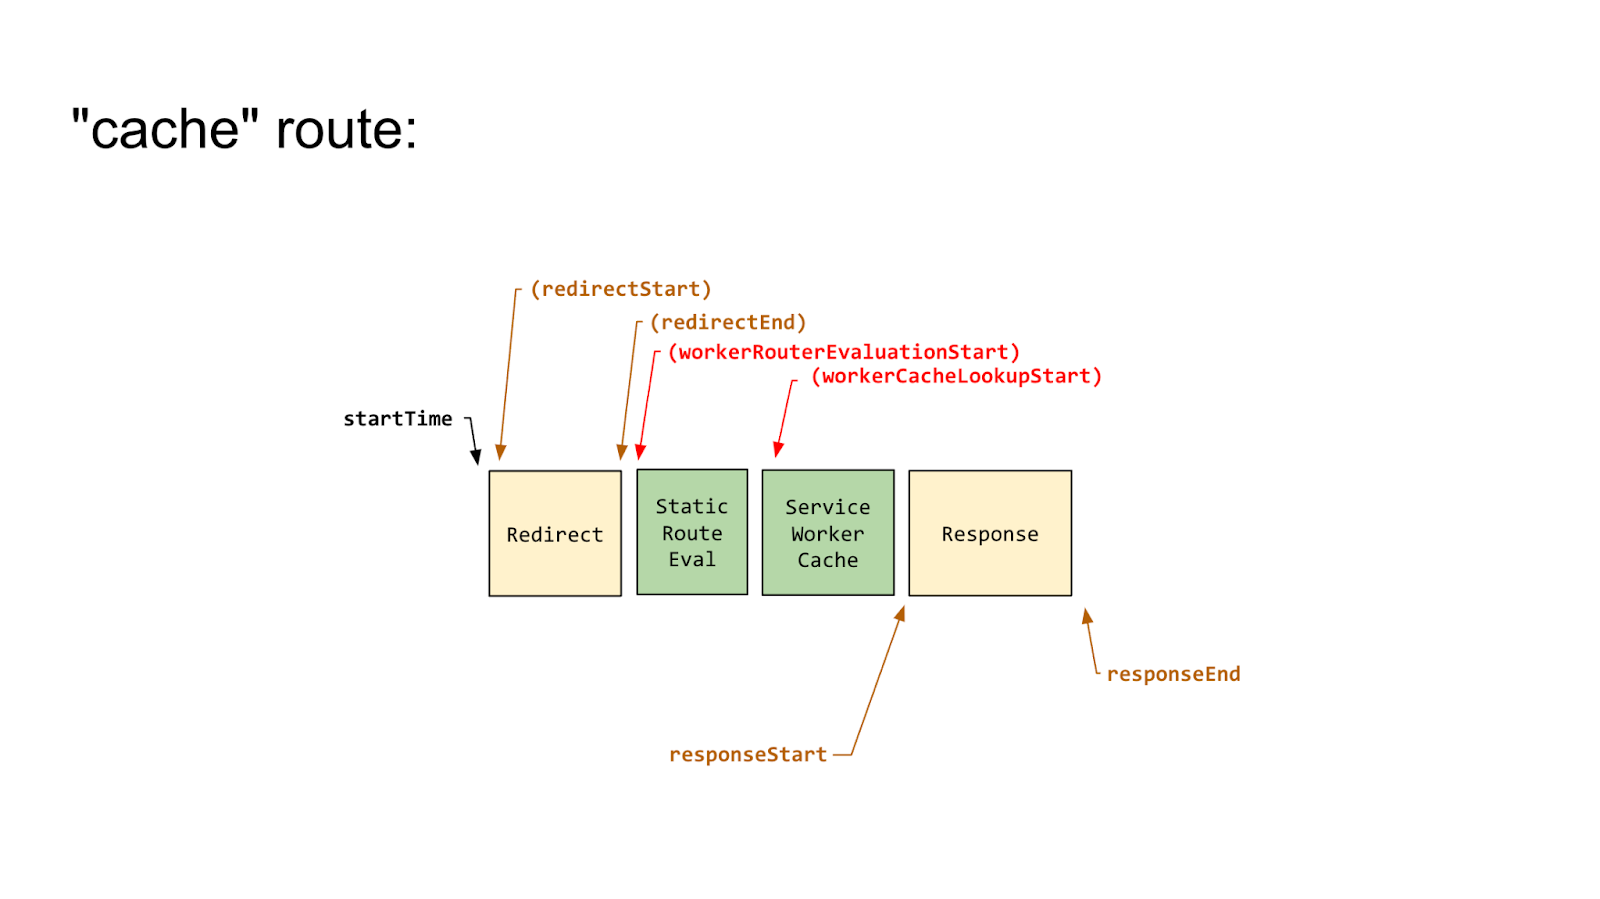 "cache" route:
(redirectStart)
(redirectEnd)
(workerRouterEvaluationStart)
(workerCacheLookupStart)
startTime
Redirect
Static
Route
Eval
Service
Worker
Cache
Response
responseEnd
responseStart